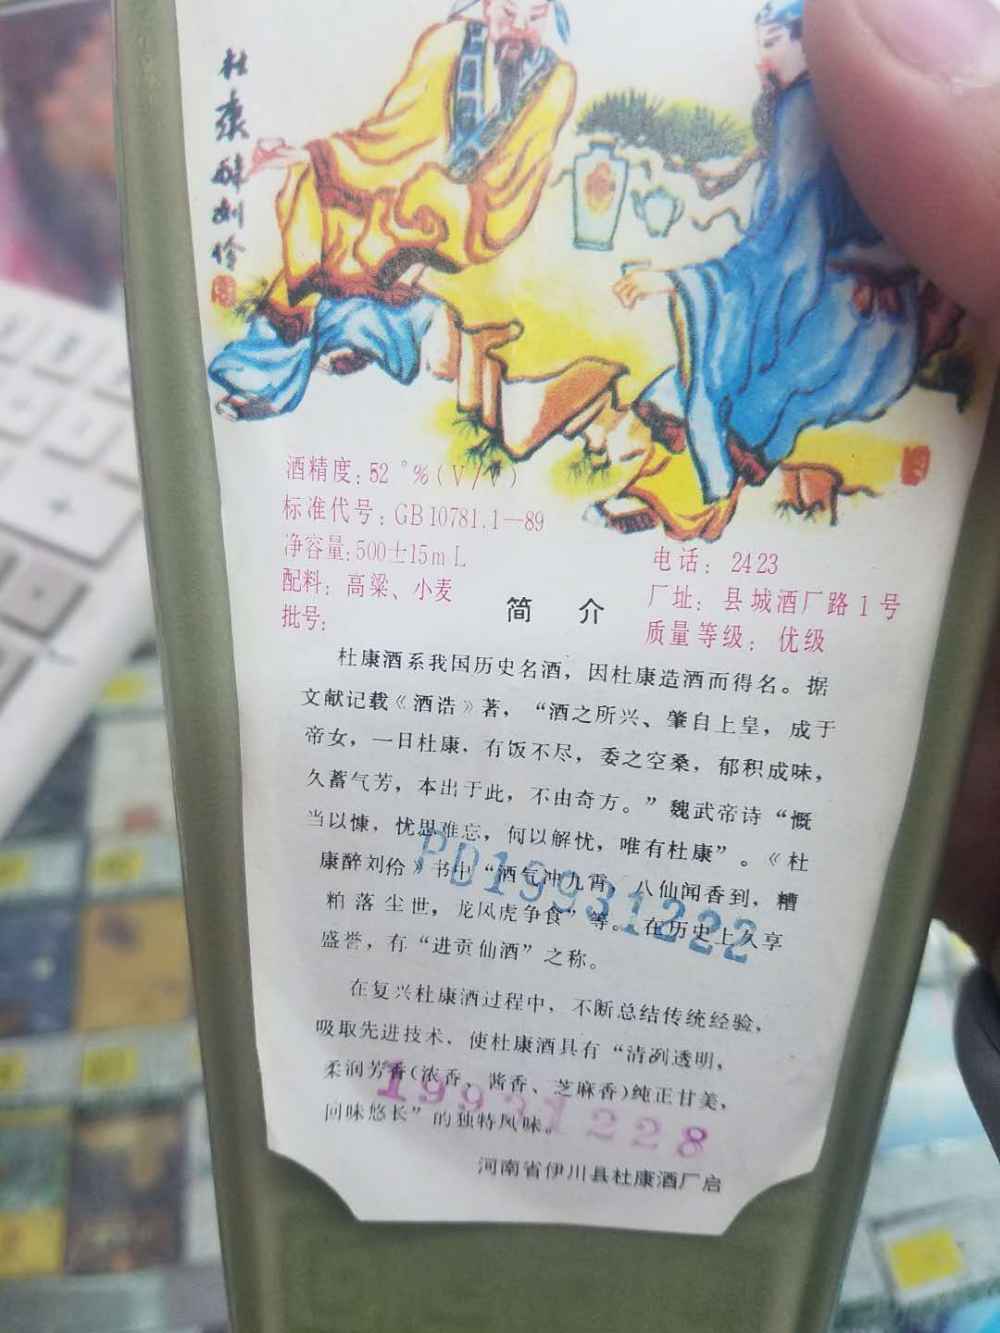 杜康醉刘伶
酒精度：52°%(V/V)
标准代号：GB10781.1—89
净容量：500士15mL
配料：高粱、小麦
批号：
电话：2423
厂址：县城酒厂路1号
质量等级：优级
简 介
杜康酒系我国历史名酒，因杜康造酒而得名。据
文献记载《酒诰》著，“酒之所兴、肇自上皇，成于
帝女，一日杜康．有饭不尽，委之空桑，郁积成味，
久蓄气芳，本出于此，不由奇方。”魏武帝诗“慨
当以慷，忧思难忘，何以解忧，唯有杜康”。《杜
康醉刘伶》书中“酒气冲九霄，八仙闻香到，糟
粕落尘世，龙凤虎争食”等。在历史上久享
盛誉，有“进贡仙酒”之称。
PD19931222
在复兴杜康酒过程中，不断总结传统经验，
吸取先进技术．使杜康酒具有“清冽透明，
柔润芳香(浓香、酱香、芝麻香)纯正甘美，
回味悠长”的独特风味。
19931228
河南省伊川县杜康酒厂启